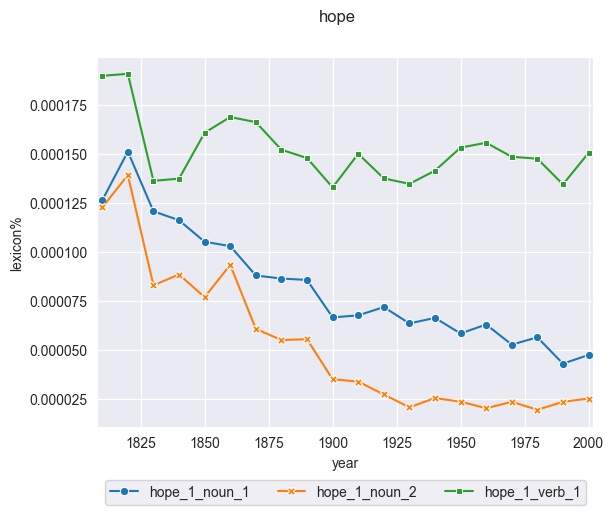 hope
0.000175
0.000150
0.000125
0.000100
0.000075
0.000050
0.000025
lexicon%
1825 1850 1875 1900 1925 1950 1975 2000
year
hope_1_noun_1 hope_1_noun_2 hope_1_verb_1